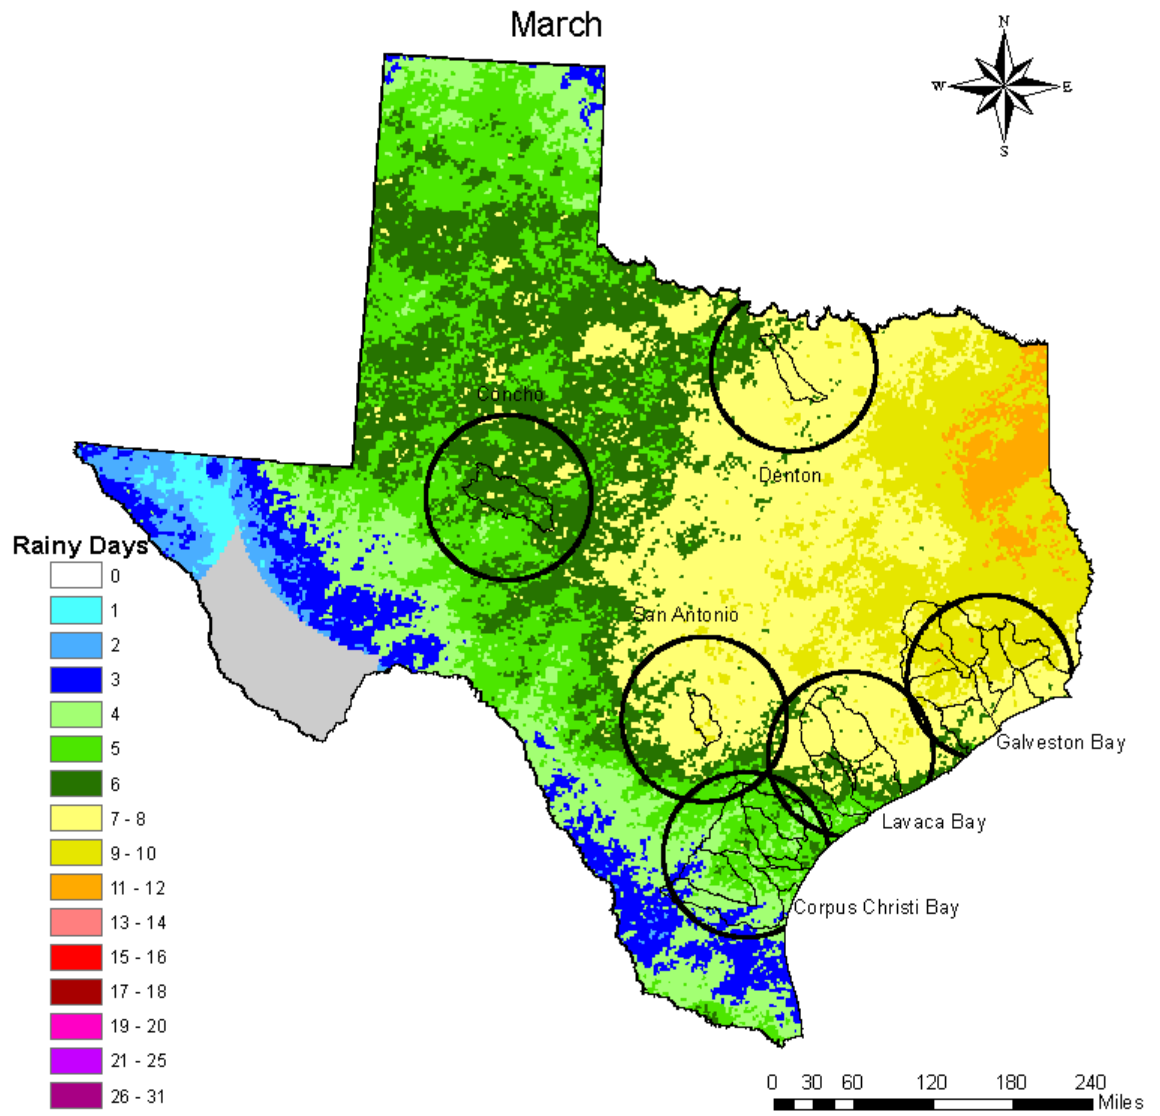 March
N
W
E
S
Concho
Denton
Rainy Days
0
1
2
3
4
5
6
7 - 8
9 - 10
11 - 12
13 - 14
15 - 16
17 - 18
19 - 20
21 - 25
26 - 31
San Antonio
Galveston Bay
Lavaca Bay
Corpus Christi Bay
0 30 60 120 180 240
Miles